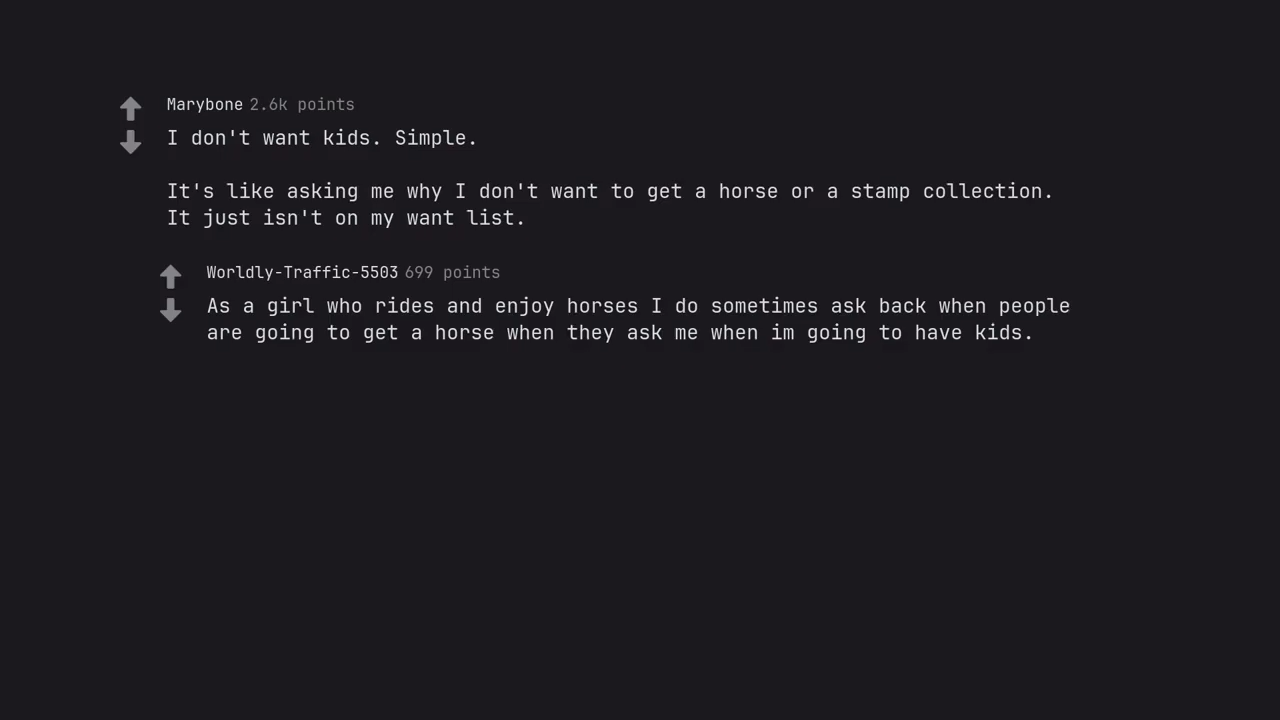 Marybone 2.6k points
I don't want kids. Simple.
It's like asking me why I don't want to get a horse or a stamp collection.
It just isn't on my want list.
Worldly-Traffic-5503 699 points
As a girl who rides and enjoy horses I do sometimes ask back when people
are going to get a horse when they ask me when im going to have kids.